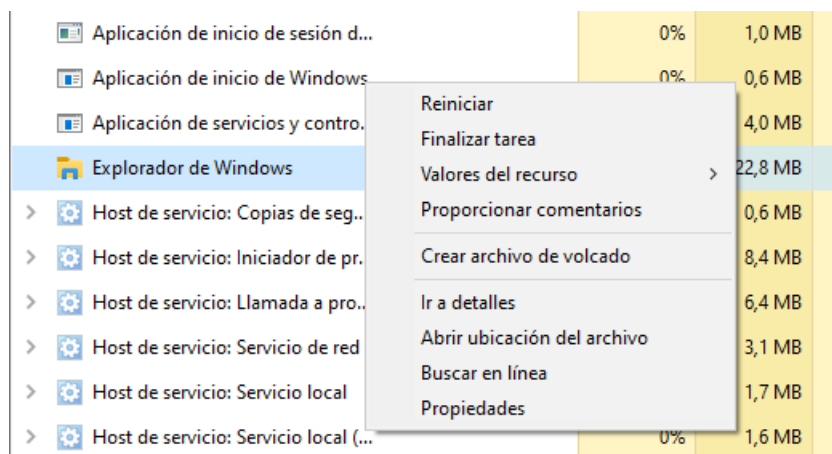 Aplicación de inicio de sesión d... 0% 1,0 MB
Aplicación de inicio de Windows 0% 0,6 MB
Aplicación de servicios y contro. 4,0 MB
Explorador de Windows 22,8 MB
Host de servicio: Copias de seg.. 0,6 MB
Host de servicio: Iniciador de pr. 8,4 MB
Host de servicio: Llamada a pro.. 6,4 MB
Host de servicio: Servicio de red 3,1 MB
Host de servicio: Servicio local 1,7 MB
Host de servicio: Servicio local (... 0% 1,6 MB
Reiniciar
Finalizar tarea
Valores del recurso
Proporcionar comentarios
Crear archivo de volcado
Ir a detalles
Abrir ubicación del archivo
Buscar en línea
Propiedades